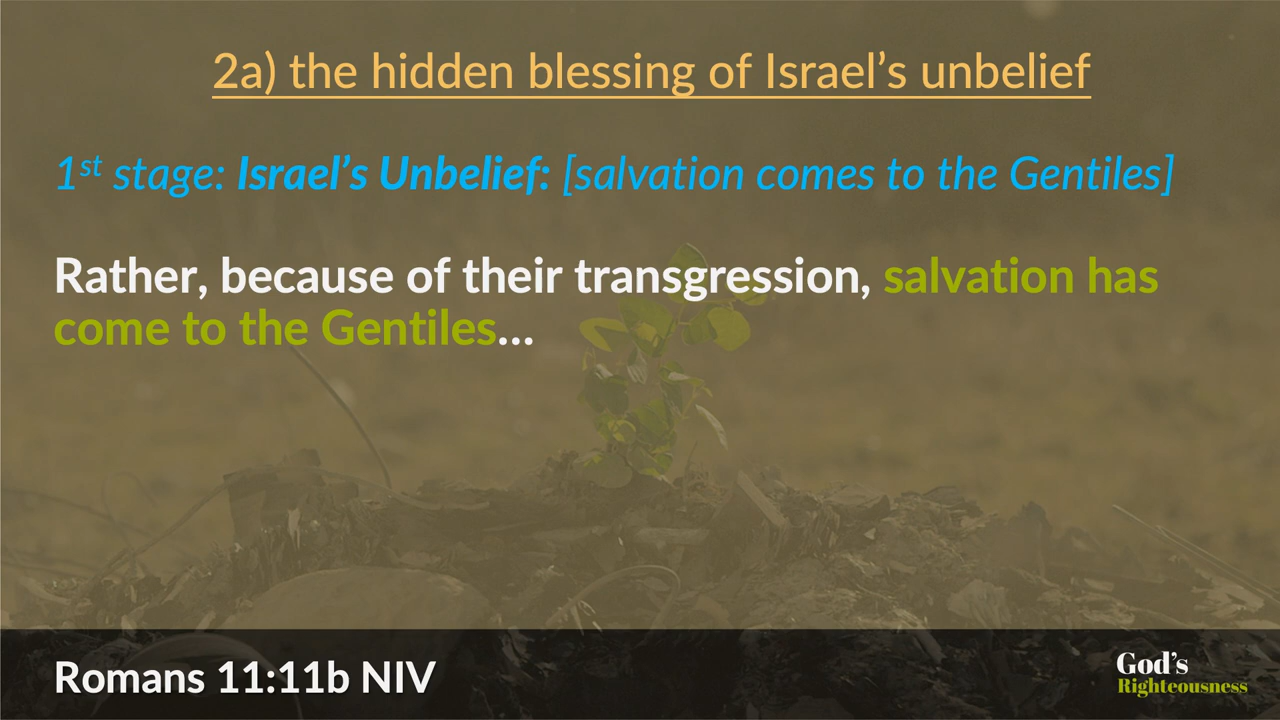 2a) the hidden blessing of Israel’s unbelief
1st stage: Israel’s Unbelief: [salvation comes to the Gentiles]
Rather, because of their transgression, salvation has
come to the Gentiles…
Romans 11:11b NIV
God’s
Righteousness